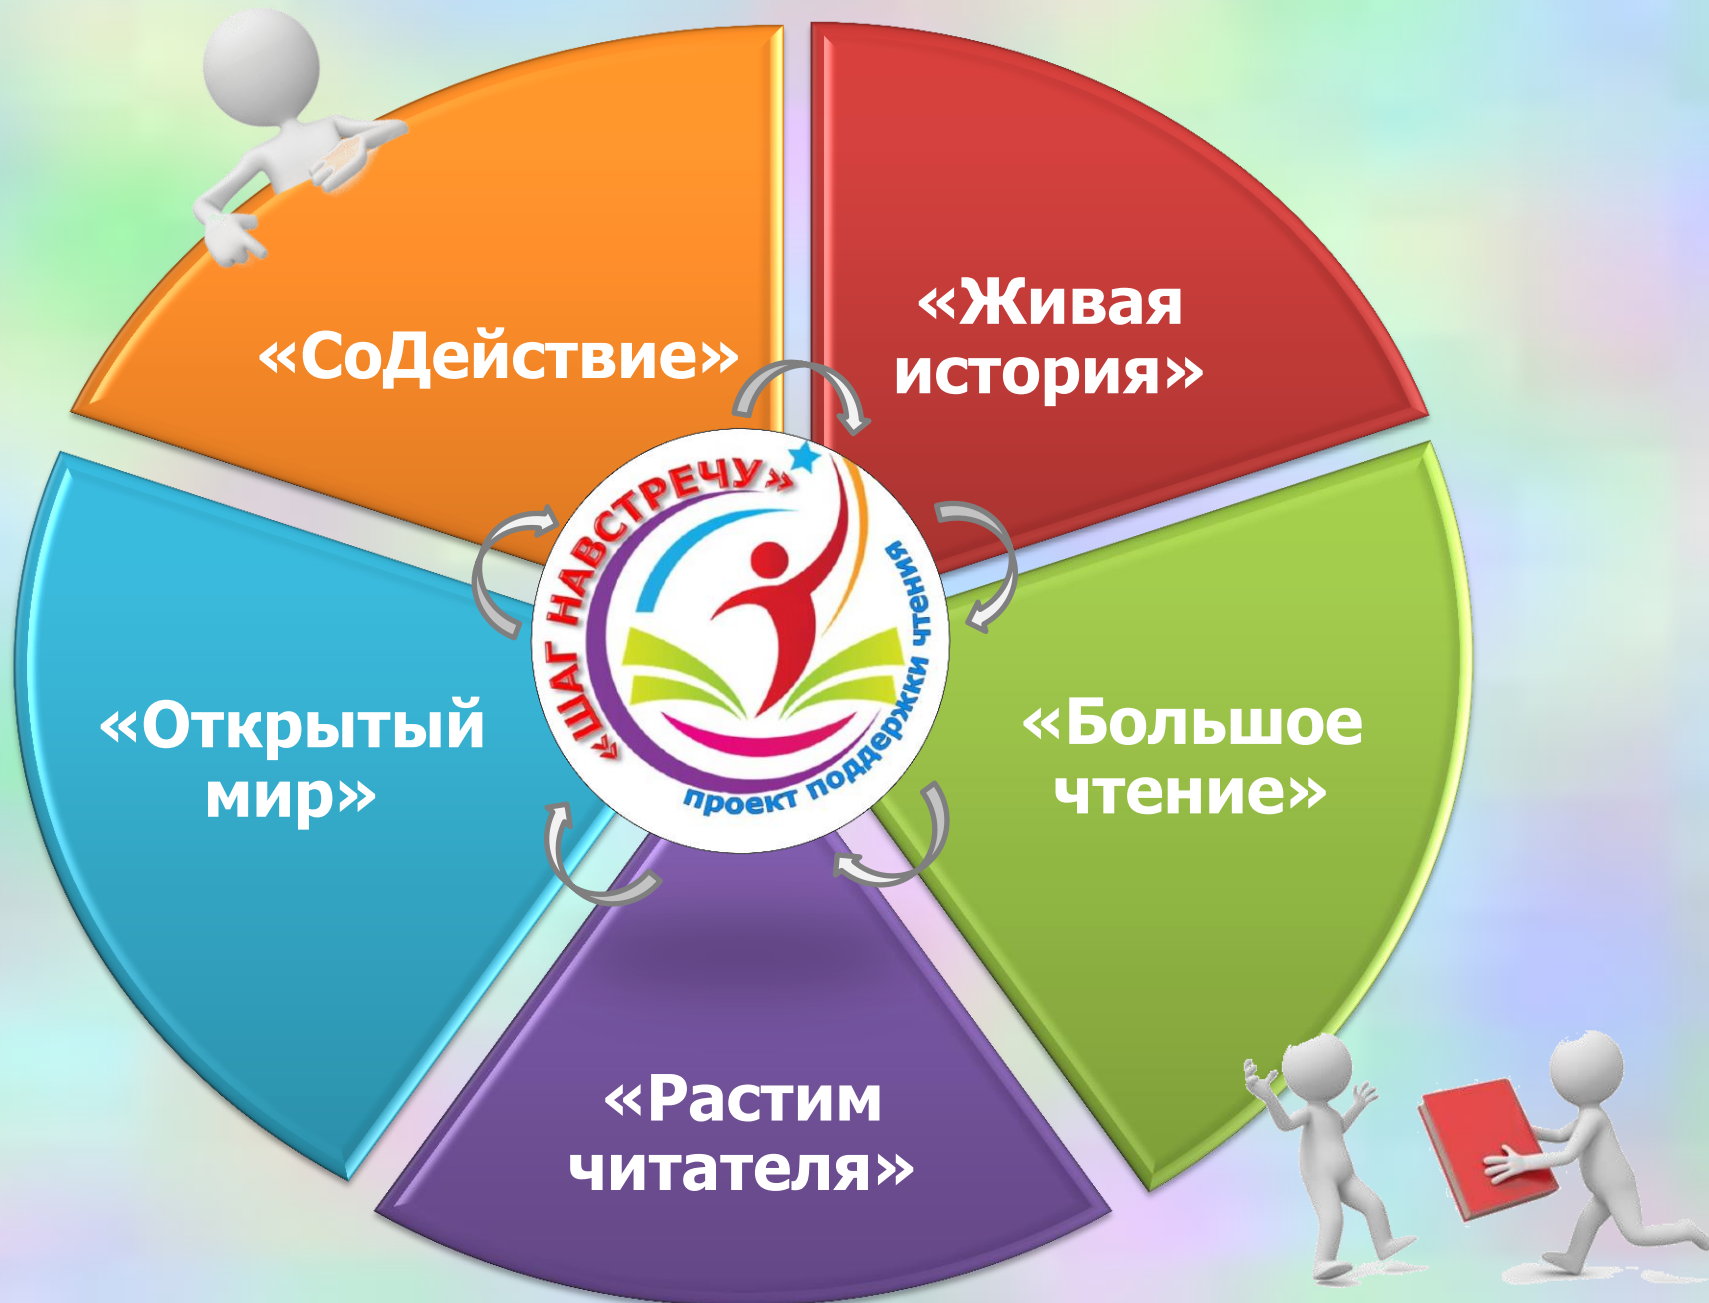 «СоДействие»
«Живая
история»
«ШАГ НАВСТРЕЧУ»
проект поддержки чтения
«Открытый
мир»
«Большое
чтение»
«Растим
читателя»